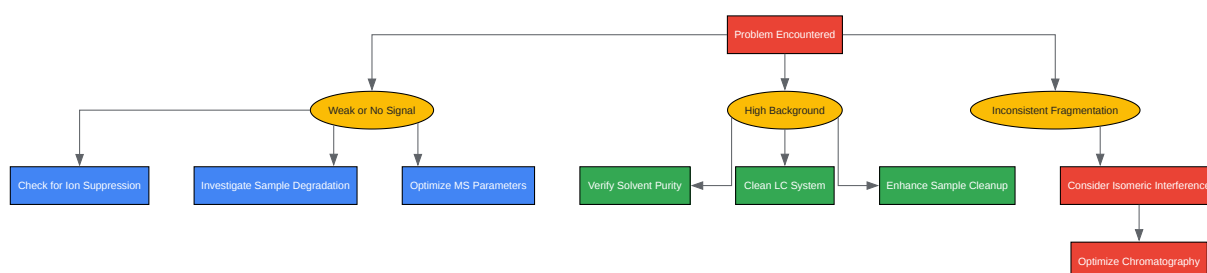 Problem Encountered
Weak or No Signal
High Background
Inconsistent Fragmentation
Check for Ion Suppression
Investigate Sample Degradation
Optimize MS Parameters
Verify Solvent Purity
Clean LC System
Enhance Sample Cleanup
Consider Isomeric Interference
Optimize Chromatography